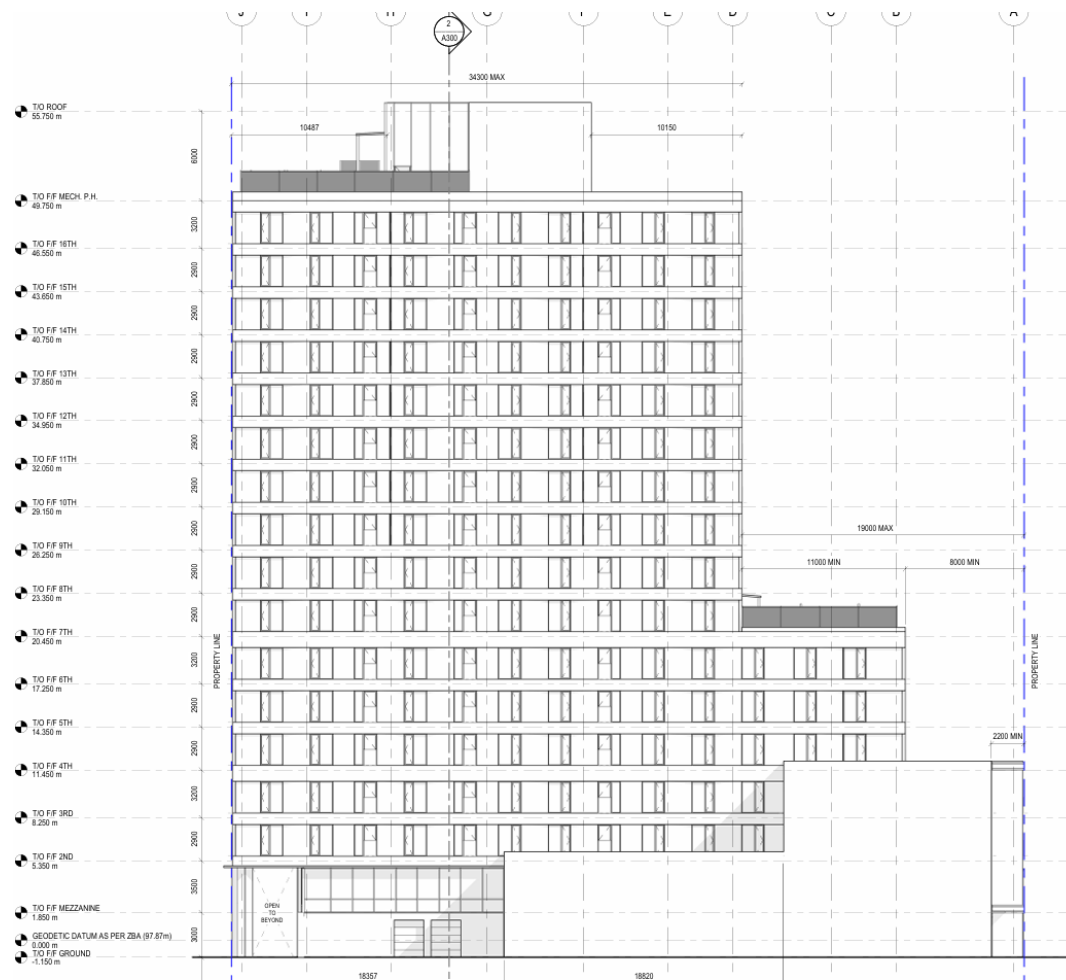 J
H
G
F
E
D
C
B
A
2
A300
34300 MAX
T/O ROOF
55.750 m
10487
10150
6000
T/O F/F MECH. P.H.
49.750 m
3200
T/O F/F 16TH
46.550 m
2900
T/O F/F 15TH
43.650 m
2900
T/O F/F 14TH
40.750 m
2900
T/O F/F 13TH
37.850 m
2900
T/O F/F 12TH
34.950 m
2900
T/O F/F 11TH
32.050 m
2900
T/O F/F 10TH
29.150 m
2900
19000 MAX
T/O F/F 9TH
26.250 m
2900
11000 MIN
8000 MIN
T/O F/F 8TH
23.350 m
2900
T/O F/F 7TH
20.450 m
PROPERTY LINE
PROPERTY LINE
3200
T/O F/F 6TH
17.250 m
2900
T/O F/F 5TH
14.350 m
2900
2200 MIN
T/O F/F 4TH
11.450 m
3200
T/O F/F 3RD
8.250 m
2900
T/O F/F 2ND
5.350 m
3500
OPEN
TO
BEYOND
T/O F/F MEZZANINE
1.850 m
3000
GEODETIC DATUM AS PER ZBA (97.87m)
0.000 m
T/O F/F GROUND
-1.150 m
18357
18820